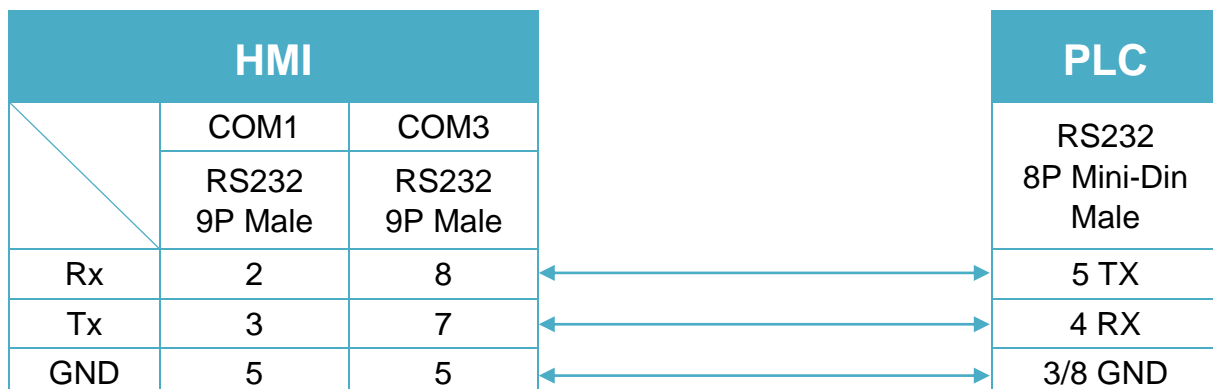 HMI
PLC
COM1 COM3
RS232
9P Male
RS232
9P Male
RS232
8P Mini-Din
Male
Rx 2 8 5 TX
Tx 3 7 4 RX
GND 5 5 3/8 GND